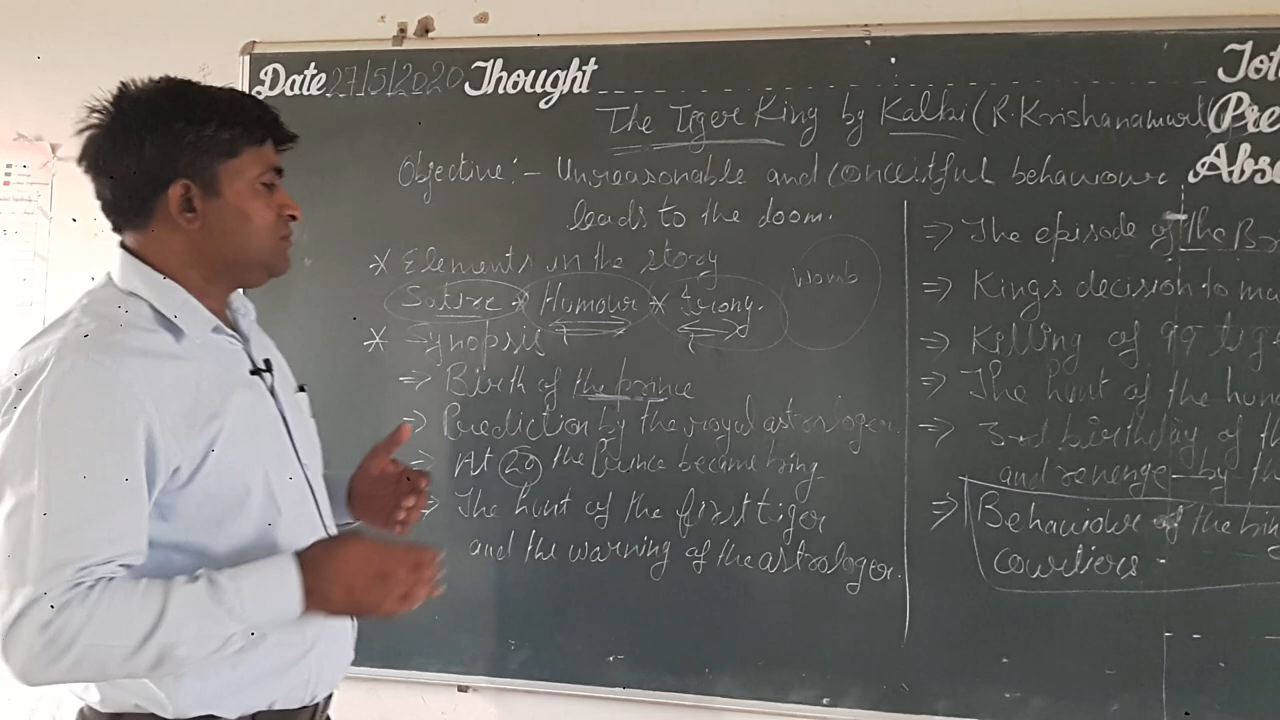 Date 27/5/2020 Thought
The Tiger King by Kalki (R. Krishanamur
Tot
Pre
Abs
Objective:- Unreasonable and conceitful behaviour
leads to the doom.
* Elements in the story
Satire * Humour * Irony.
womb
* Synopsis
⇒ Birth of the prince
⇒ Prediction by the royal astrologer.
⇒ At 20 the prince became king
⇒ The hunt of the first tiger
and the warning of the astrologer.
⇒ The episode of the B
⇒ Kings decision to ma
⇒ Killing of 99 tig
⇒ The hunt of the hun
⇒ 3rd birthday of th
and revenge by the
⇒ Behaviour of the kin
courtiers